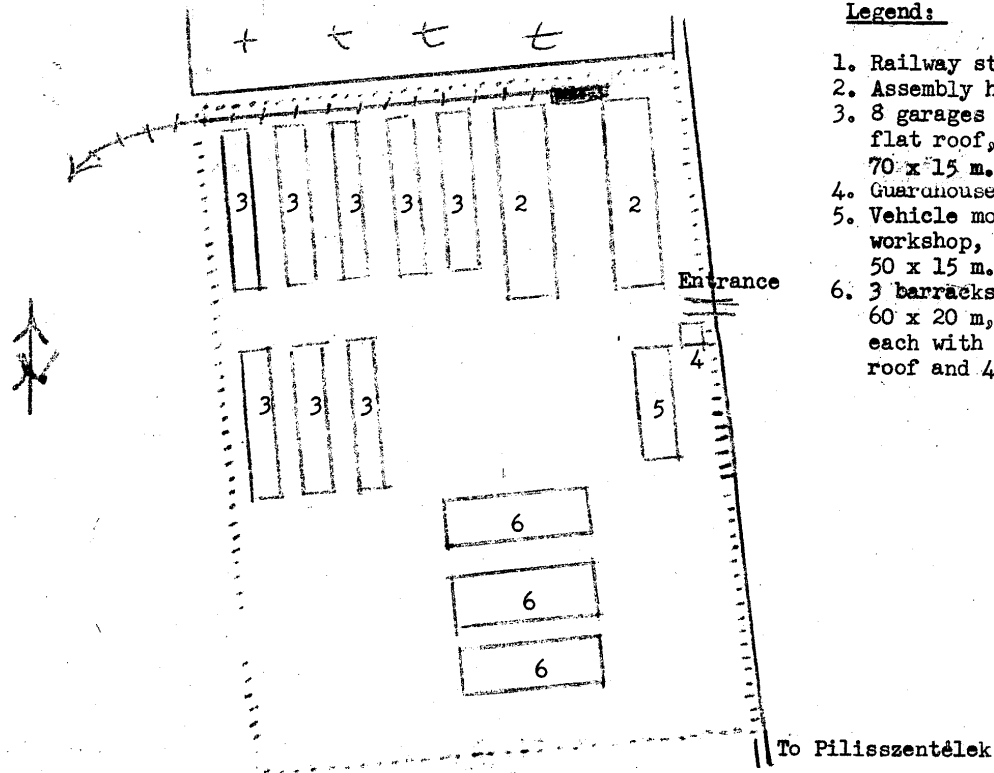 Legend:
1. Railway st
2. Assembly h
3. 8 garages
flat roof,
70 x 15 m.
4. Guardhouse
5. Vehicle mo
workshop,
50 x 15 m.
6. 3 barracks
60 x 20 m,
each with
roof and 4
3 3 3 3 3 2 2
Entrance
4
3 3 3
5
6
6
6
To Pilisszentélek